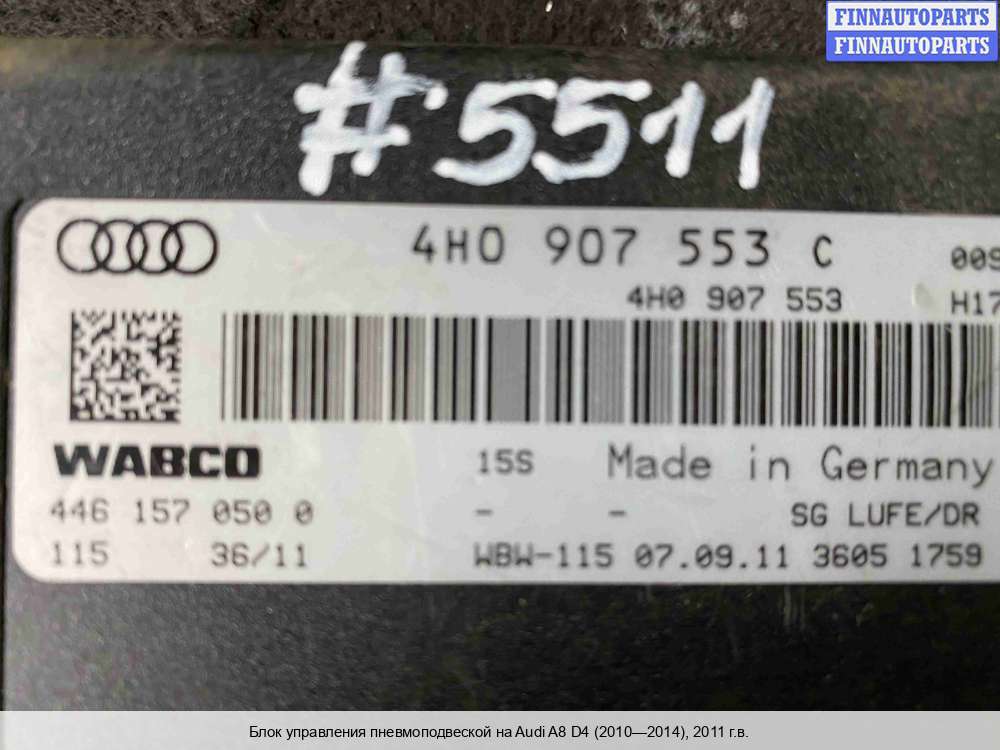 FINNAUTOPARTS
FINNAUTOPARTS
#5511
4H0 907 553 C 009
4H0 907 553 H17
WABCO 15S Made in Germany
446 157 050 0 - - SG LUFE/DR
115 36/11 WBW-115 07.09.11 3605 1759
Блок управления пневмоподвеской на Audi A8 D4 (2010—2014), 2011 г.в.